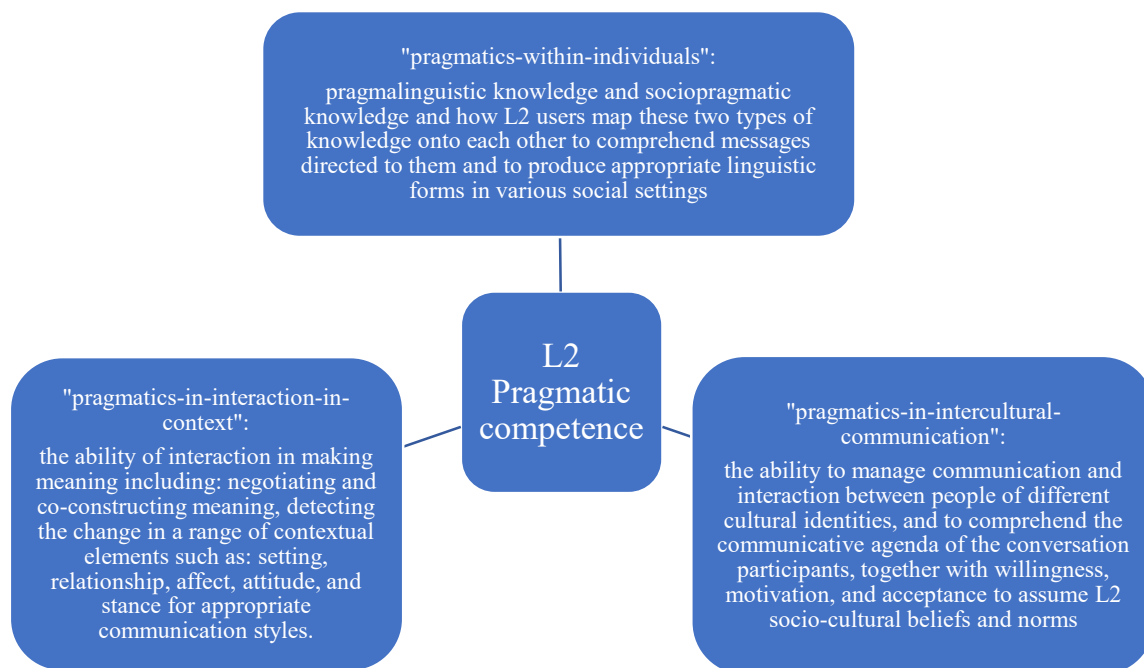 "pragmatics-within-individuals":
pragmalinguistic knowledge and sociopragmatic
knowledge and how L2 users map these two types of
knowledge onto each other to comprehend messages
directed to them and to produce appropriate linguistic
forms in various social settings
L2
Pragmatic
competence
"pragmatics-in-interaction-in-
context":
the ability of interaction in making
meaning including: negotiating and
co-constructing meaning, detecting
the change in a range of contextual
elements such as: setting,
relationship, affect, attitude, and
stance for appropriate
communication styles.
"pragmatics-in-intercultural-
communication":
the ability to manage communication and
interaction between people of different
cultural identities, and to comprehend the
communicative agenda of the conversation
participants, together with willingness,
motivation, and acceptance to assume L2
socio-cultural beliefs and norms